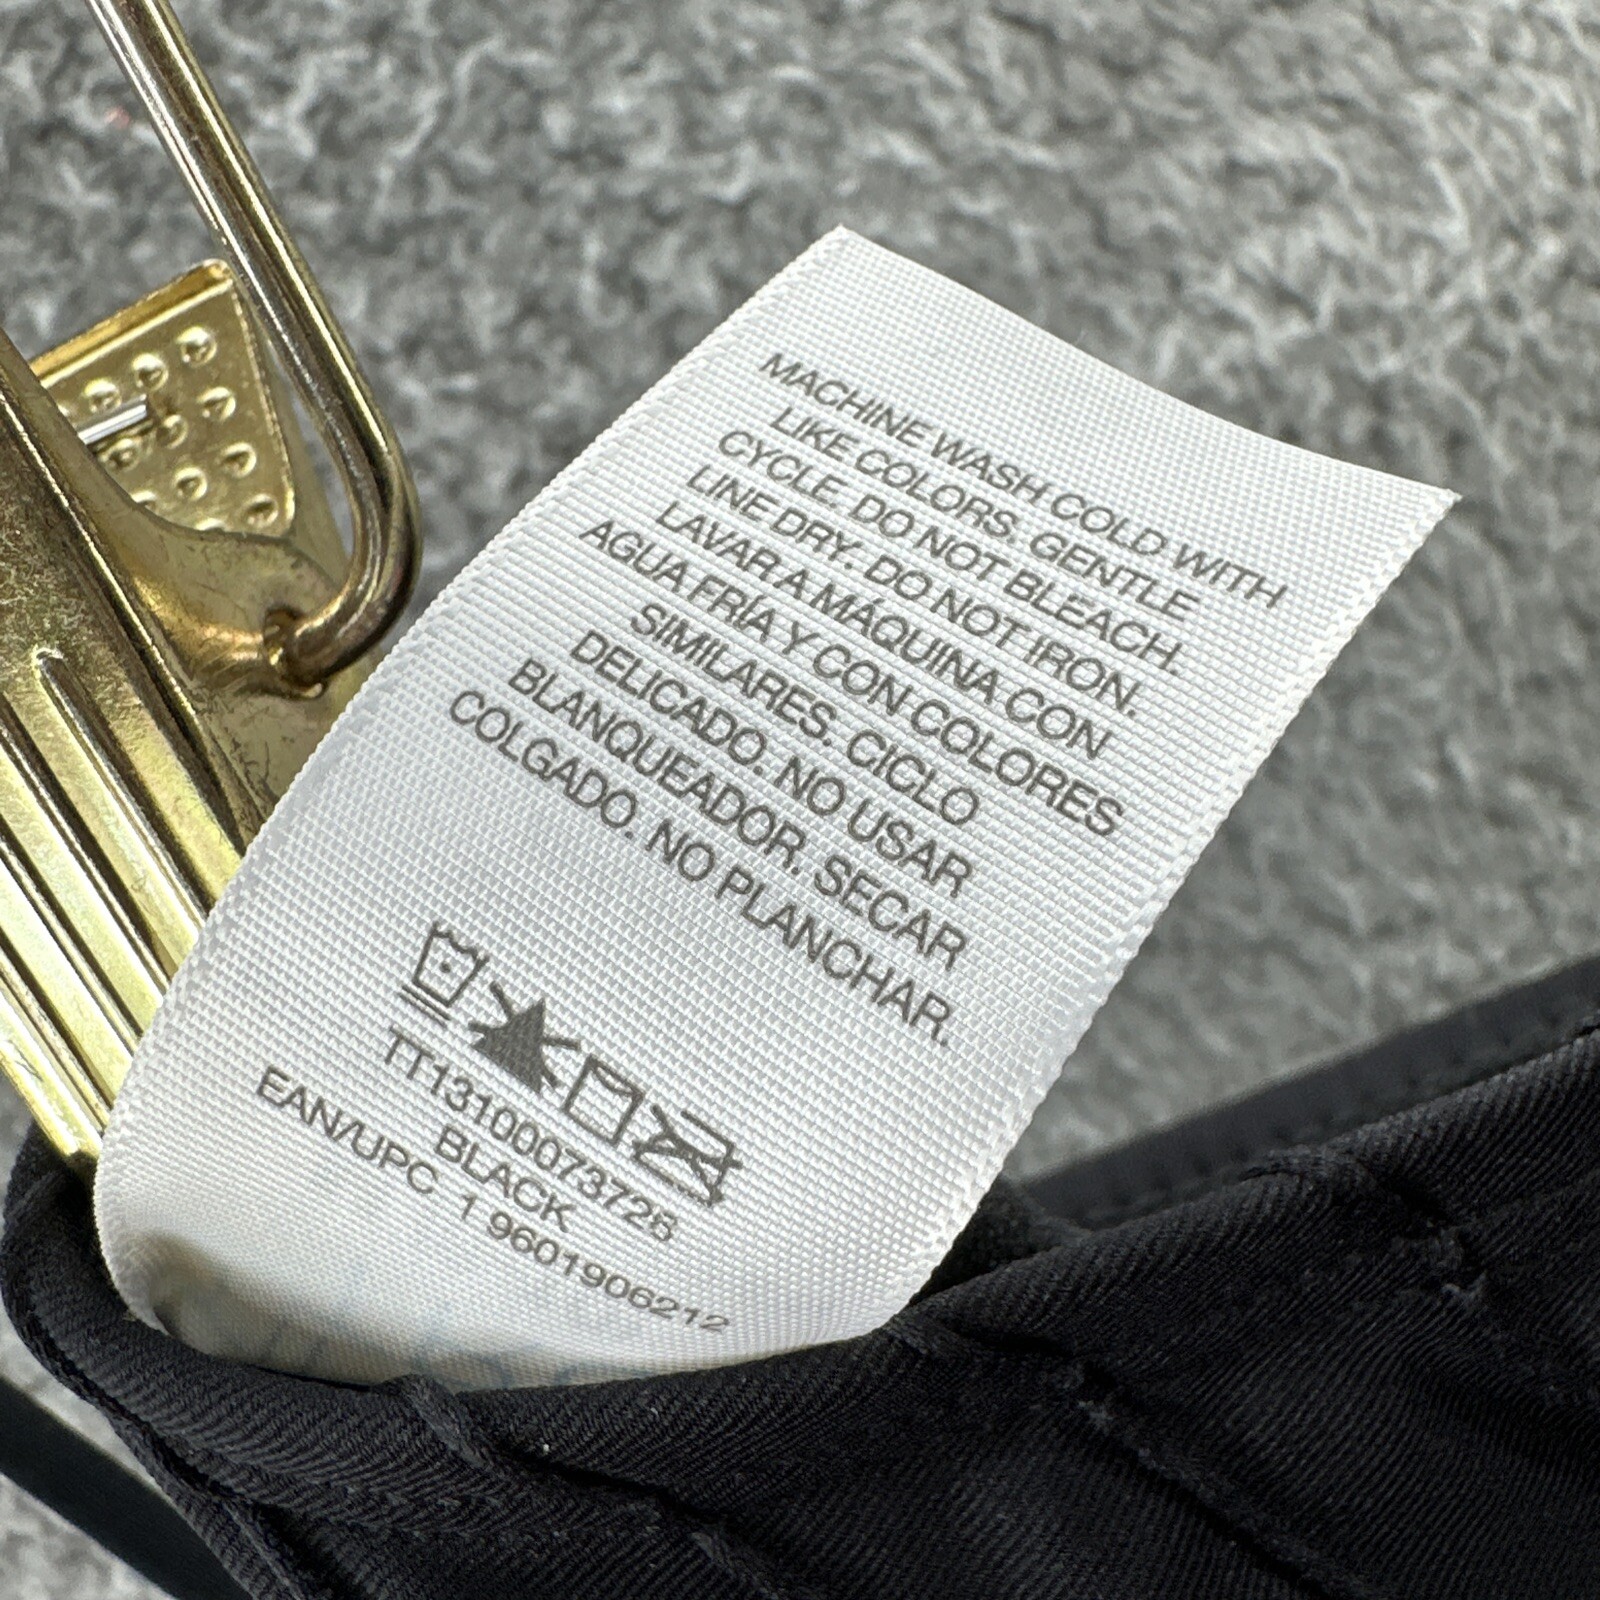 MACHINE WASH COLD WITH
LIKE COLORS. GENTLE
CYCLE. DO NOT BLEACH.
LINE DRY. DO NOT IRON.
LAVAR A MÁQUINA CON
AGUA FRÍA Y CON COLORES
SIMILARES. CICLO
DELICADO. NO USAR
BLANQUEADOR. SECAR
COLGADO. NO PLANCHAR.
TT1310007372S
BLACK
EAN/UPC 1 9601906212